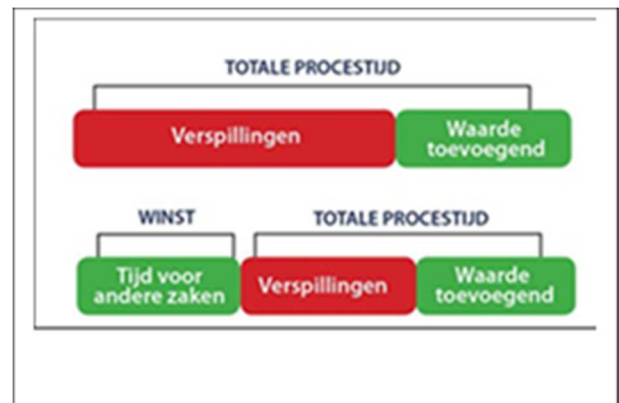 TOTALE PROCESTIJD
Verspillingen
Waarde
toevoegend
WINST
TOTALE PROCESTIJD
Tijd voor
andere zaken
Verspillingen
Waarde
toevoegend